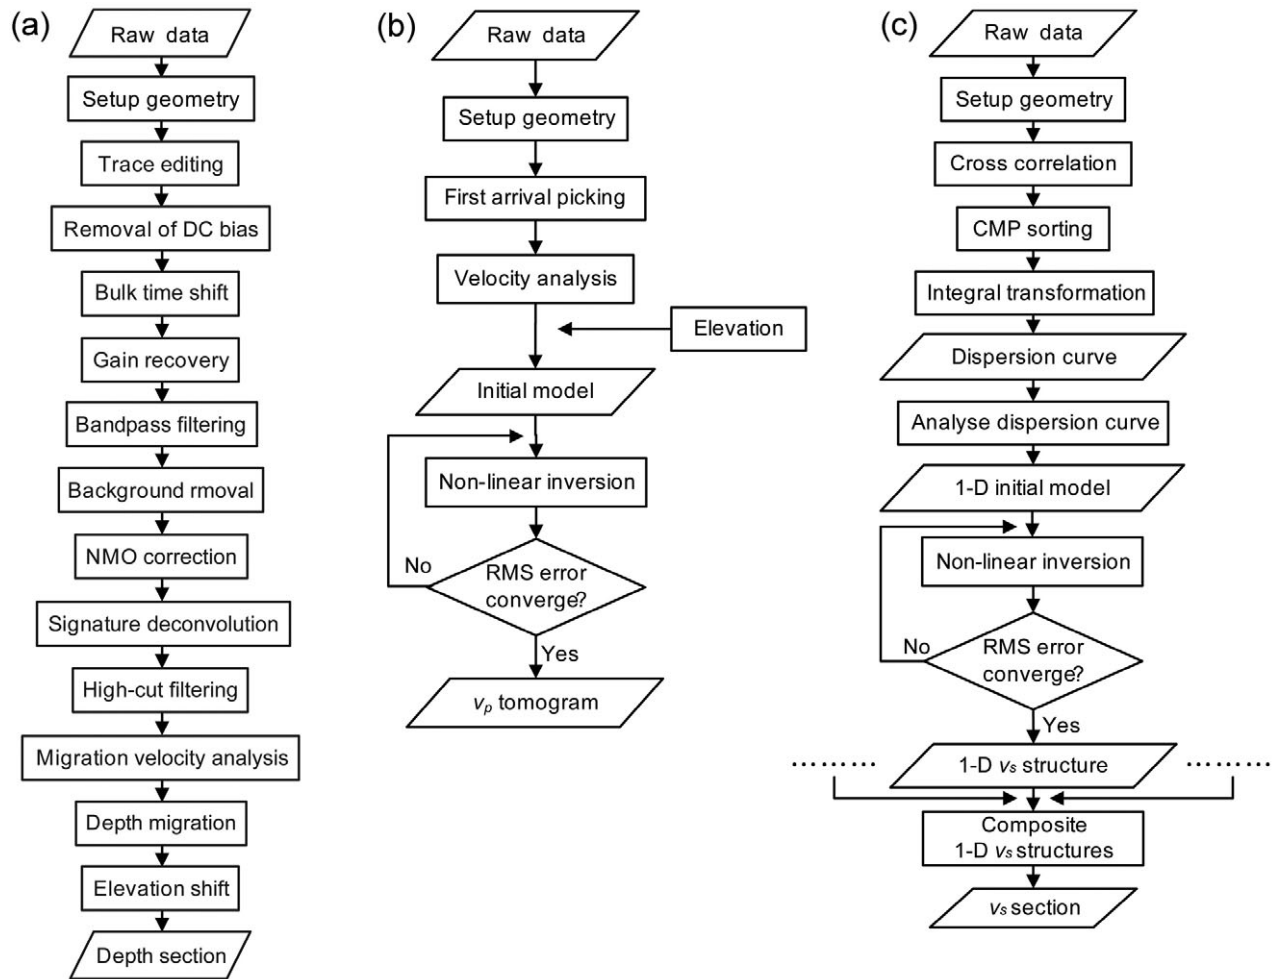 (a)
Raw data
Setup geometry
Trace editing
Removal of DC bias
Bulk time shift
Gain recovery
Bandpass filtering
Background rmoval
NMO correction
Signature deconvolution
High-cut filtering
Migration velocity analysis
Depth migration
Elevation shift
Depth section
(b)
Raw data
Setup geometry
First arrival picking
Velocity analysis
Elevation
Initial model
Non-linear inversion
No
RMS error
converge?
Yes
vₚ tomogram
(c)
Raw data
Setup geometry
Cross correlation
CMP sorting
Integral transformation
Dispersion curve
Analyse dispersion curve
1-D initial model
Non-linear inversion
No
RMS error
converge?
Yes
......... 1-D vₛ structure .........
Composite
1-D vₛ structures
vₛ section